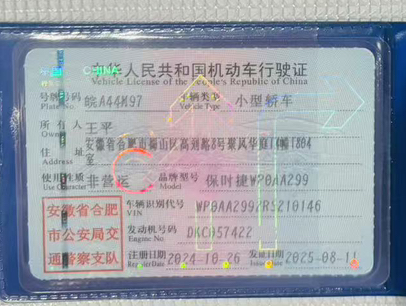 中华人民共和国机动车行驶证
Vehicle License of the People's Republic of China
号牌号码 皖A44M97 车辆类型 小型轿车
Plate No. Vehicle Type
所有人 王平
Owner
住址 安徽省合肥市蜀山区高刘路8号聚凤华庭14幢1804室
Address
使用性质 非营运 品牌型号 保时捷WP0AA299
Use Character Model
安徽省合肥市公安局交通警察支队
车辆识别代号
VIN
发动机号码 DKC057422
Engine No.
注册日期 2024-10-26 发证日期 2025-08-11
Register Date Issue Date